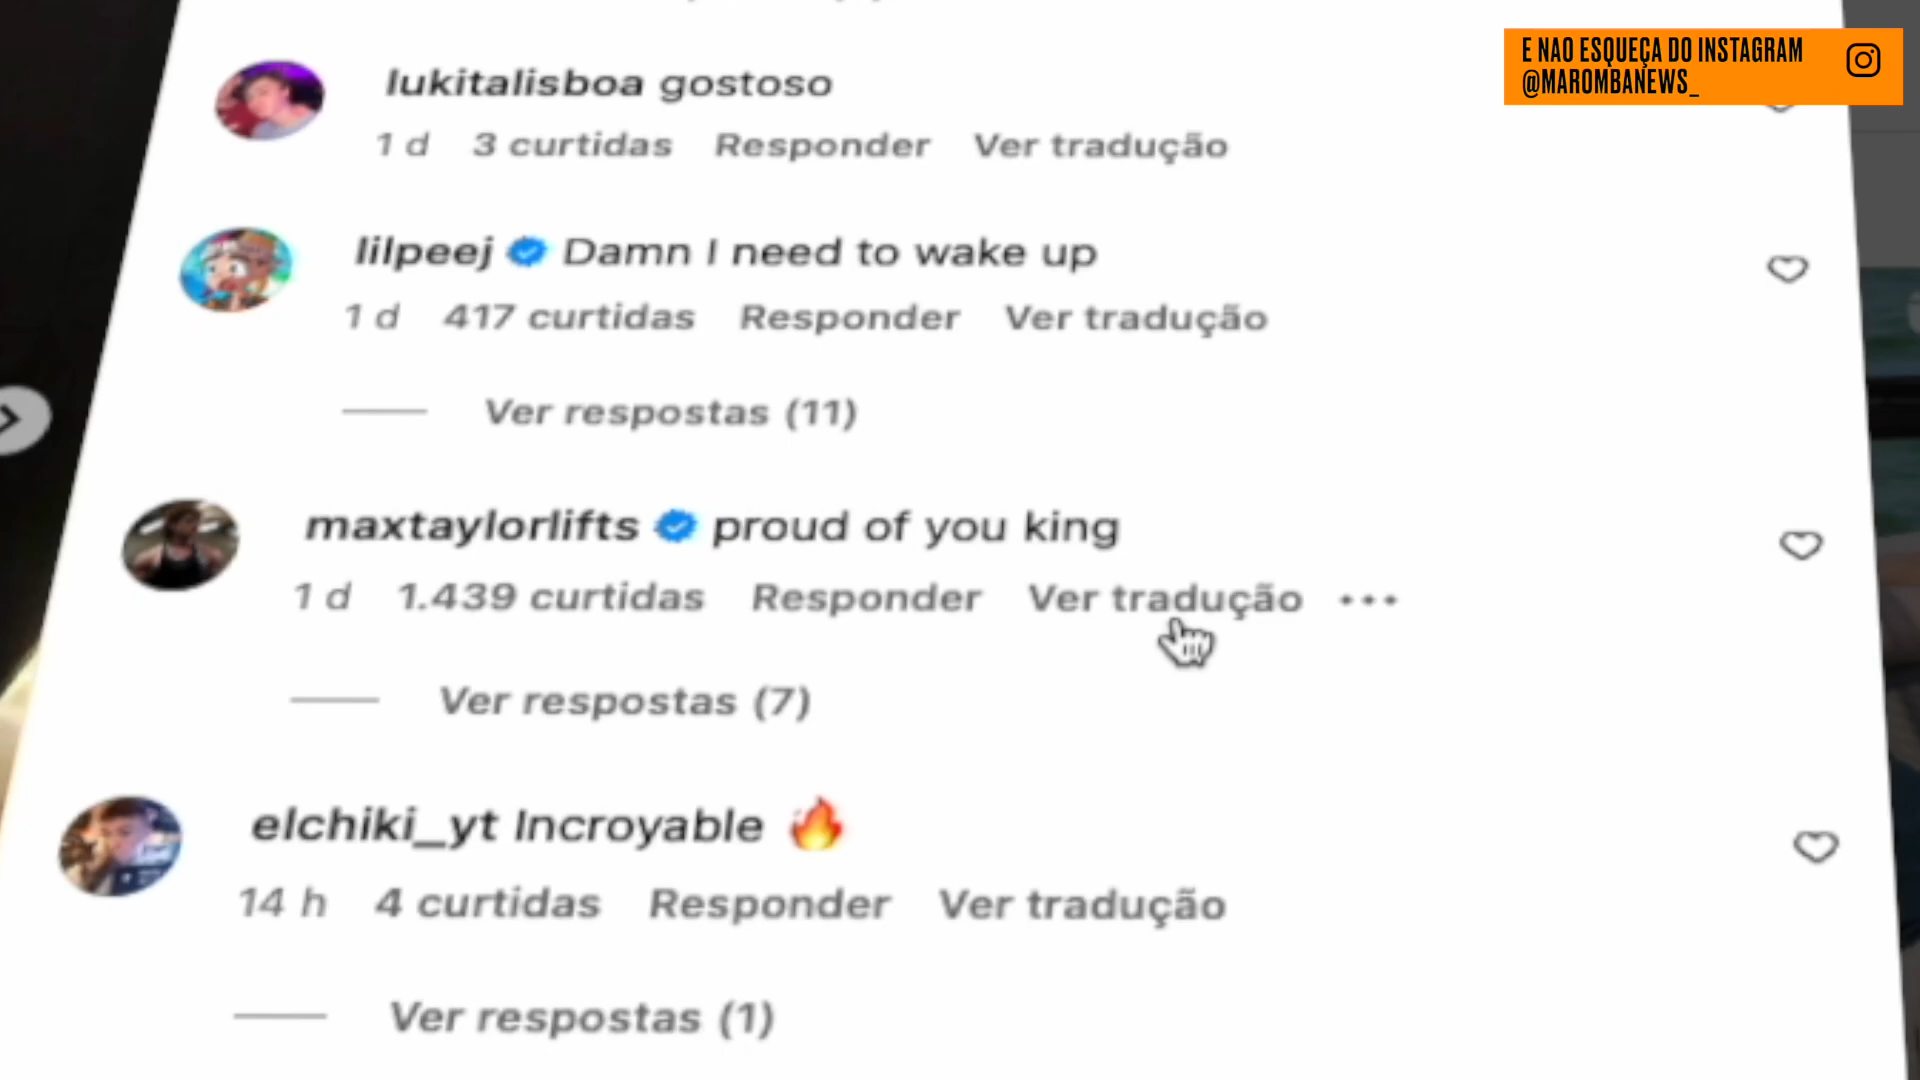 E NAO ESQUEÇA DO INSTAGRAM
@MAROMBANEWS_
lukitalisboa gostoso
1 d 3 curtidas Responder Ver tradução
lilpeej Damn I need to wake up
1 d 417 curtidas Responder Ver tradução
Ver respostas (11)
maxtaylorlifts proud of you king
1 d 1.439 curtidas Responder Ver tradução ...
Ver respostas (7)
elchiki_yt Incroyable 🔥
14 h 4 curtidas Responder Ver tradução
Ver respostas (1)